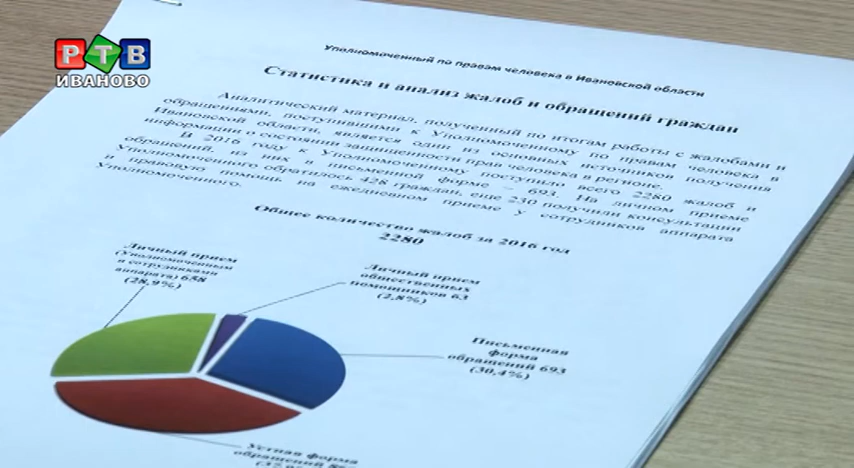 РТВ
ИВАНОВО
Уполномоченный по правам человека в Ивановской области
Статистика и анализ жалоб и обращений граждан
Аналитический материал, полученный по итогам работы с жалобами и
обращениями, поступившими к Уполномоченному по правам человека в
Ивановской области, является один из основных источников получения
информации о состоянии защищенности прав человека в регионе.
В 2016 году к Уполномоченному поступило всего 2280 жалоб и
обращений, из них в письменной форме – 693. На личном приеме
Уполномоченного обратилось 428 граждан, еще 230 получили консультации
и правовую помощь на ежедневном приеме у сотрудников аппарата
Уполномоченного.
Общее количество жалоб за 2016 год
2280
Личный прием
(Уполномоченным
и сотрудниками
аппарата) 658
(28,9%)
Личный прием
общественных
помощников 63
(2,8%)
Письменная
форма
обращений 693
(30,4%)
Устная форма
обращений